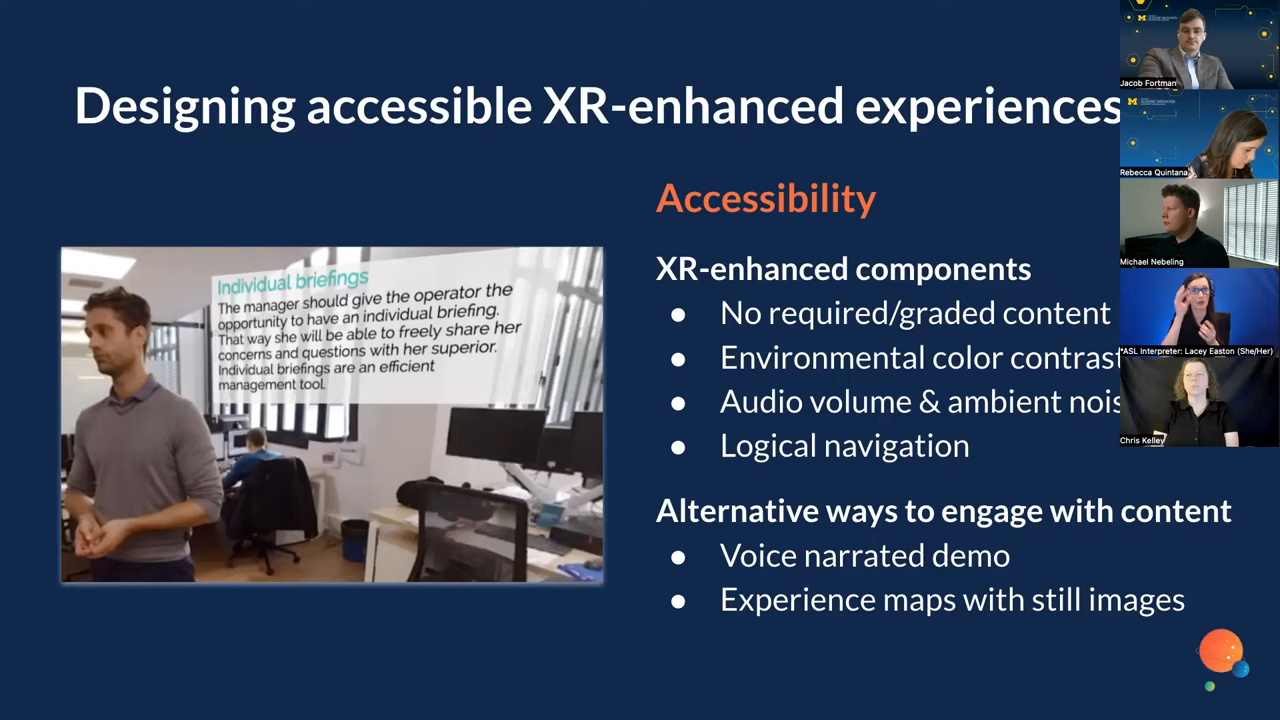 Designing accessible XR-enhanced experiences
Accessibility
XR-enhanced components
● No required/graded content
● Environmental color contrast
● Audio volume & ambient nois
● Logical navigation
Alternative ways to engage with content
● Voice narrated demo
● Experience maps with still images
Individual briefings
The manager should give the operator the
opportunity to have an individual briefing.
That way she will be able to freely share her
concerns and questions with her superior.
Individual briefings are an efficient
management tool.
Jacob Fortman
Rebecca Quintana
Michael Nebeling
*ASL Interpreter: Lacey Easton (She/Her)
Chris Kelley